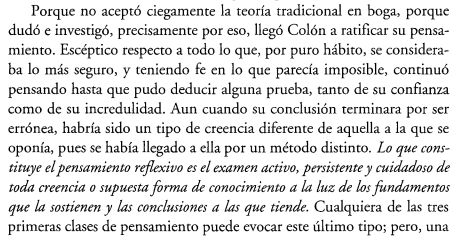 Porque no aceptó ciegamente la teoría tradicional en boga, porque
dudó e investigó, precisamente por eso, llegó Colón a ratificar su pensa-
miento. Escéptico respecto a todo lo que, por puro hábito, se considera-
ba lo más seguro, y teniendo fe en lo que parecía imposible, continuó
pensando hasta que pudo deducir alguna prueba, tanto de su confianza
como de su incredulidad. Aun cuando su conclusión terminara por ser
errónea, habría sido un tipo de creencia diferente de aquella a la que se
oponía, pues se había llegado a ella por un método distinto. Lo que cons-
tituye el pensamiento reflexivo es el examen activo, persistente y cuidadoso de
toda creencia o supuesta forma de conocimiento a la luz de los fundamentos
que la sostienen y las conclusiones a las que tiende. Cualquiera de las tres
primeras clases de pensamiento puede evocar este último tipo; pero, una